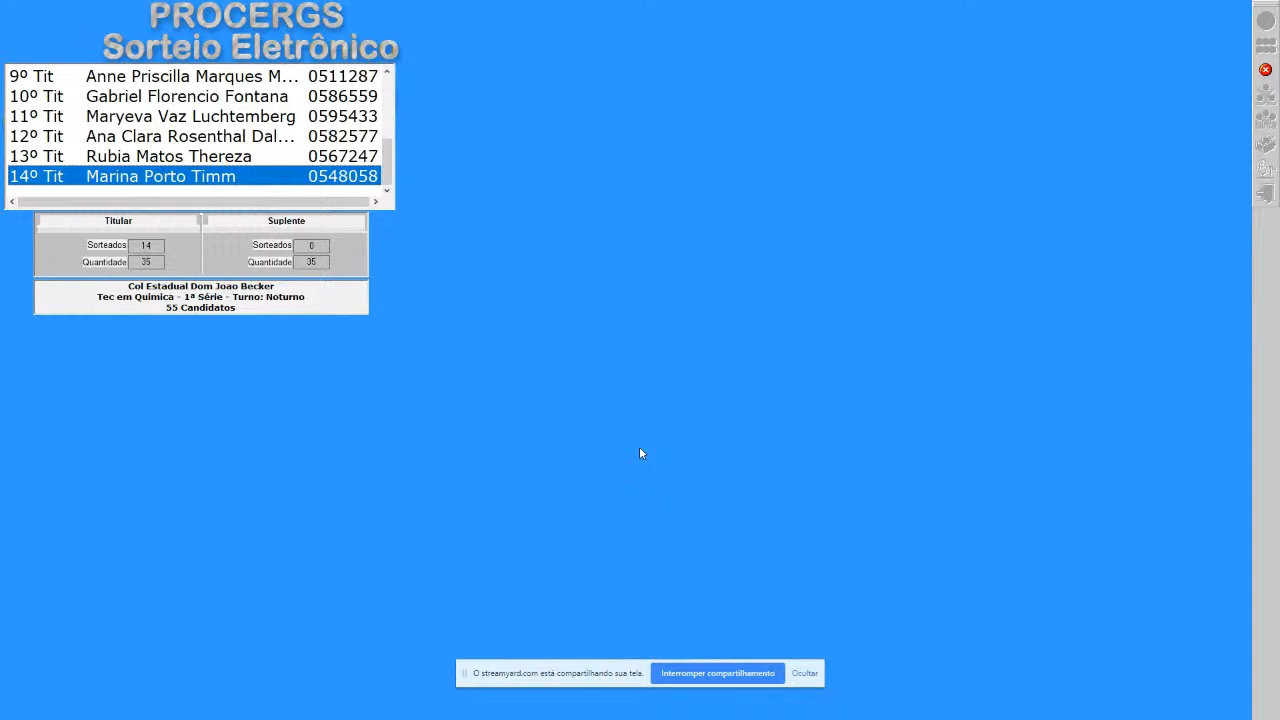 PROCERGS
Sorteio Eletrônico
9º Tit Anne Priscilla Marques M... 0511287
10º Tit Gabriel Florencio Fontana 0586559
11º Tit Maryeva Vaz Luchtemberg 0595433
12º Tit Ana Clara Rosenthal Dal... 0582577
13º Tit Rubia Matos Thereza 0567247
14º Tit Marina Porto Timm 0548058
Titular Suplente
Sorteados 14 Sorteados 0
Quantidade 35 Quantidade 35
Col Estadual Dom Joao Becker
Tec em Quimica - 1ª Série - Turno: Noturno
55 Candidatos
O streamyard.com está compartilhando sua tela. Interromper compartilhamento Ocultar